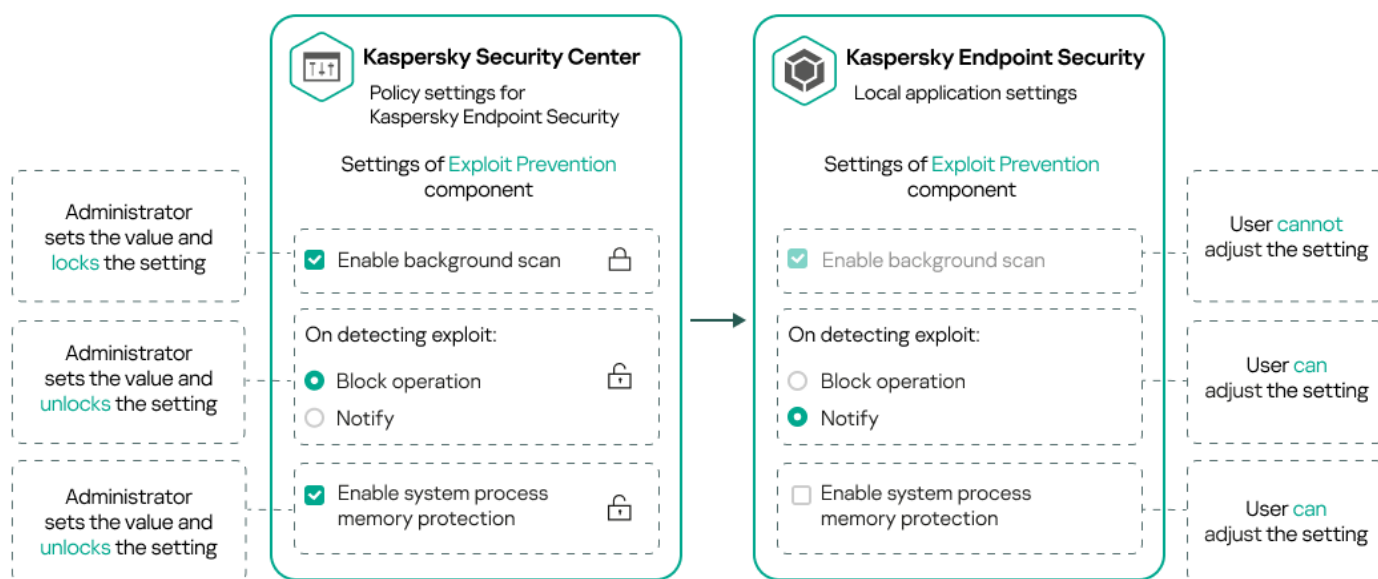 Kaspersky Security Center
Policy settings for
Kaspersky Endpoint Security
Settings of Exploit Prevention
component
Administrator
sets the value and
locks the setting
Enable background scan
Administrator
sets the value and
unlocks the setting
On detecting exploit:
Block operation
Notify
Administrator
sets the value and
unlocks the setting
Enable system process
memory protection
Kaspersky Endpoint Security
Local application settings
Settings of Exploit Prevention
component
Enable background scan
User cannot
adjust the setting
On detecting exploit:
Block operation
Notify
User can
adjust the setting
Enable system process
memory protection
User can
adjust the setting